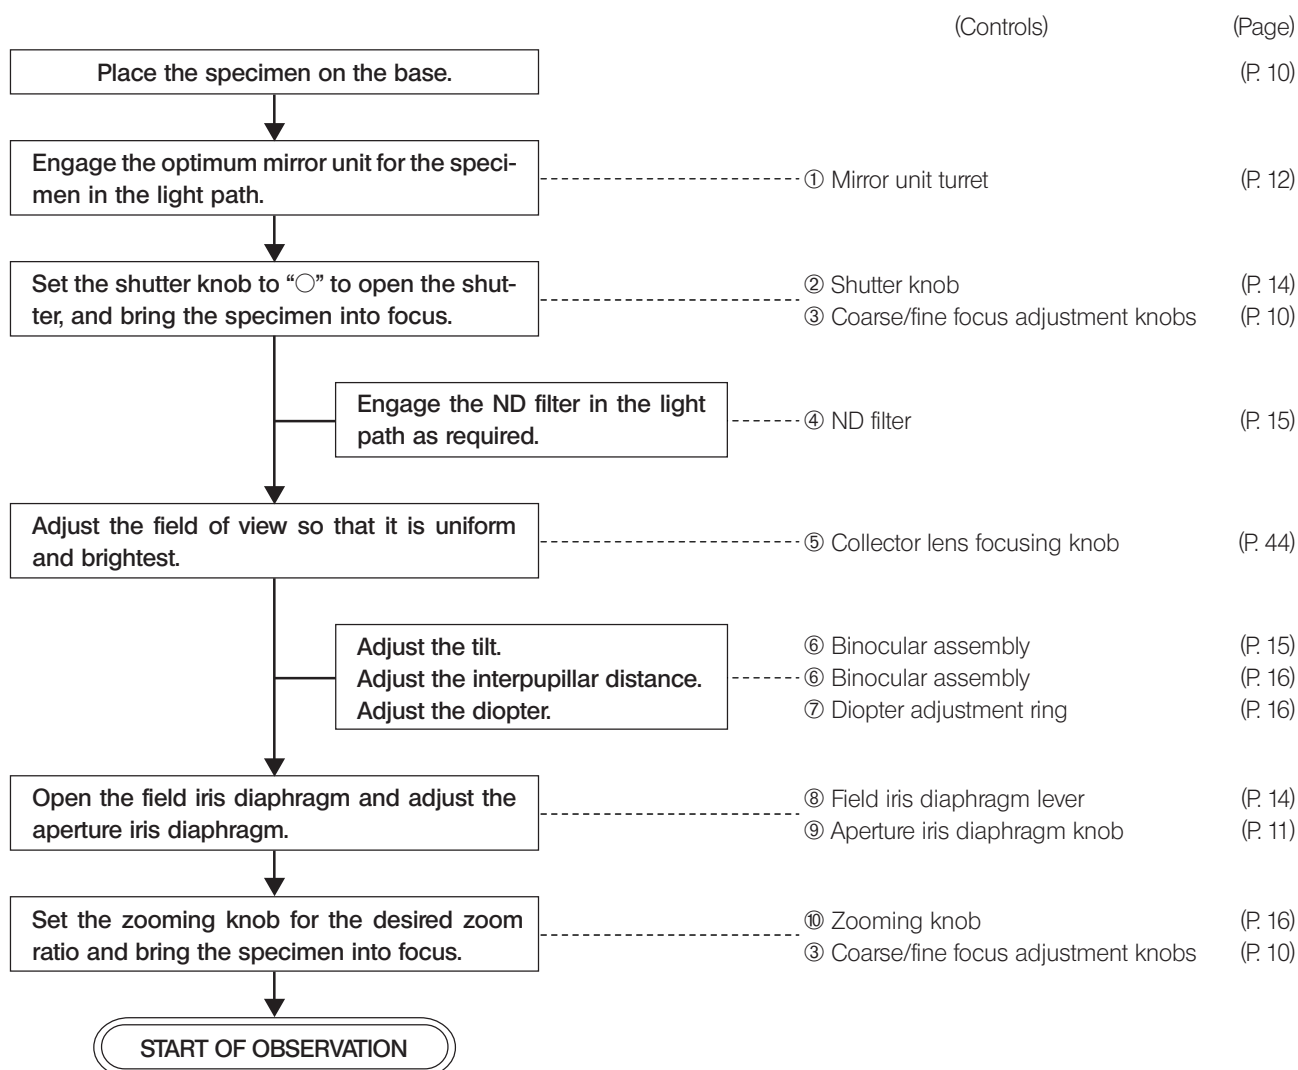 (Controls) (Page)
Place the specimen on the base. (P. 10)
Engage the optimum mirror unit for the speci-
men in the light path.
① Mirror unit turret (P. 12)
Set the shutter knob to “○” to open the shut-
ter, and bring the specimen into focus.
② Shutter knob (P. 14)
③ Coarse/fine focus adjustment knobs (P. 10)
Engage the ND filter in the light
path as required.
④ ND filter (P. 15)
Adjust the field of view so that it is uniform
and brightest.
⑤ Collector lens focusing knob (P. 44)
Adjust the tilt.
Adjust the interpupillar distance.
Adjust the diopter.
⑥ Binocular assembly (P. 15)
⑥ Binocular assembly (P. 16)
⑦ Diopter adjustment ring (P. 16)
Open the field iris diaphragm and adjust the
aperture iris diaphragm.
⑧ Field iris diaphragm lever (P. 14)
⑨ Aperture iris diaphragm knob (P. 11)
Set the zooming knob for the desired zoom
ratio and bring the specimen into focus.
⑩ Zooming knob (P. 16)
③ Coarse/fine focus adjustment knobs (P. 10)
START OF OBSERVATION